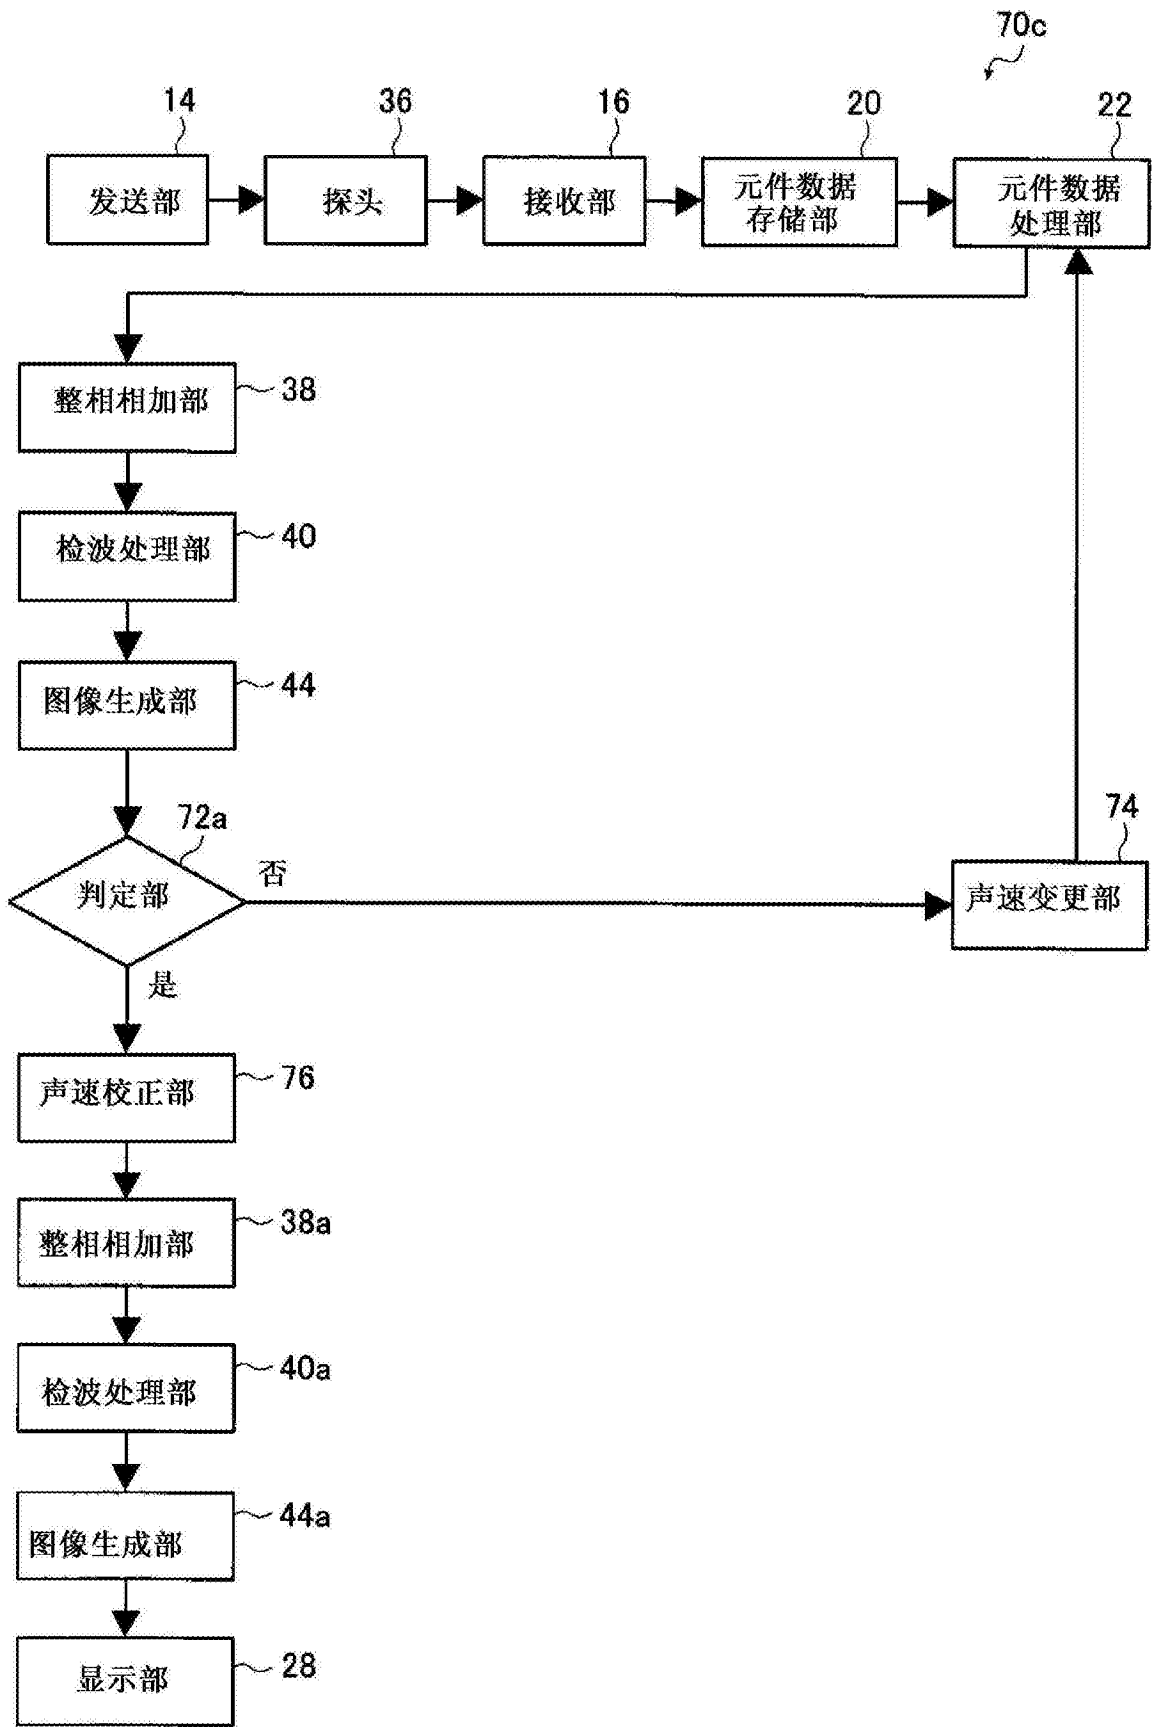 70c
14
36
16
20
22
发送部
探头
接收部
元件数据
存储部
元件数据
处理部
整相相加部
38
检波处理部
40
图像生成部
44
72a
判定部
否
74
声速变更部
是
声速校正部
76
整相相加部
38a
检波处理部
40a
图像生成部
44a
显示部
28